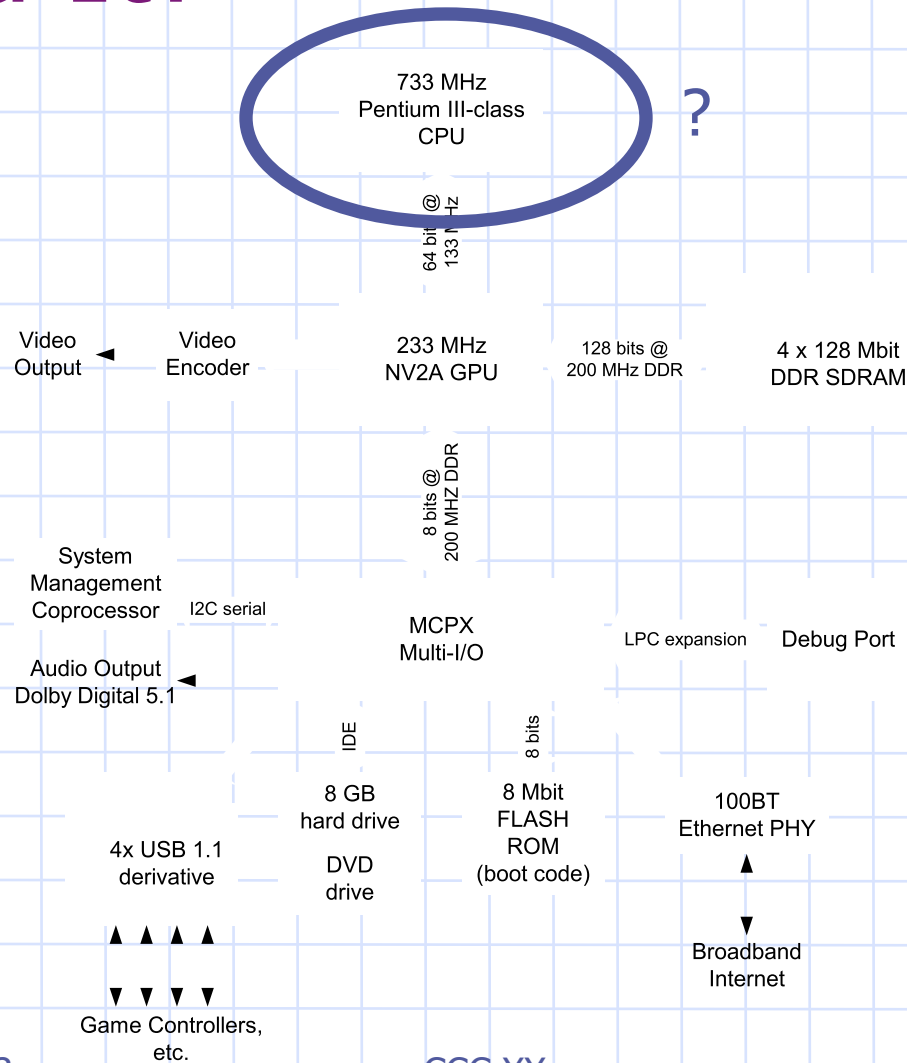 733 MHz
Pentium III-class
CPU
?
64 bits @
133 MHz
Video
Output
Video
Encoder
233 MHz
NV2A GPU
128 bits @
200 MHz DDR
4 x 128 Mbit
DDR SDRAM
8 bits @
200 MHZ DDR
System
Management
Coprocessor
I2C serial
MCPX
Multi-I/O
LPC expansion
Debug Port
Audio Output
Dolby Digital 5.1
IDE
8 bits
8 GB
hard drive
DVD
drive
8 Mbit
FLASH
ROM
(boot code)
100BT
Ethernet PHY
4x USB 1.1
derivative
Broadband
Internet
Game Controllers,
etc.